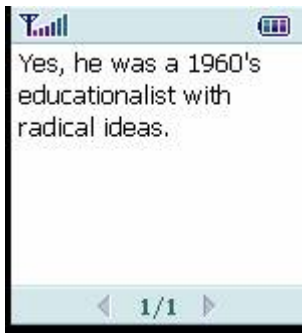 Yes, he was a 1960's
educationalist with
radical ideas.
1/1